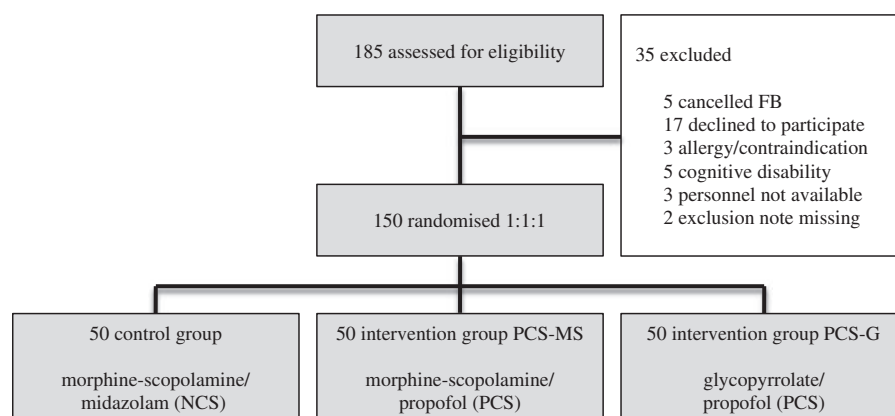 185 assessed for eligibility
35 excluded
5 cancelled FB
17 declined to participate
3 allergy/contraindication
5 cognitive disability
3 personnel not available
2 exclusion note missing
150 randomised 1:1:1
50 control group
morphine-scopolamine/
midazolam (NCS)
50 intervention group PCS-MS
morphine-scopolamine/
propofol (PCS)
50 intervention group PCS-G
glycopyrrolate/
propofol (PCS)